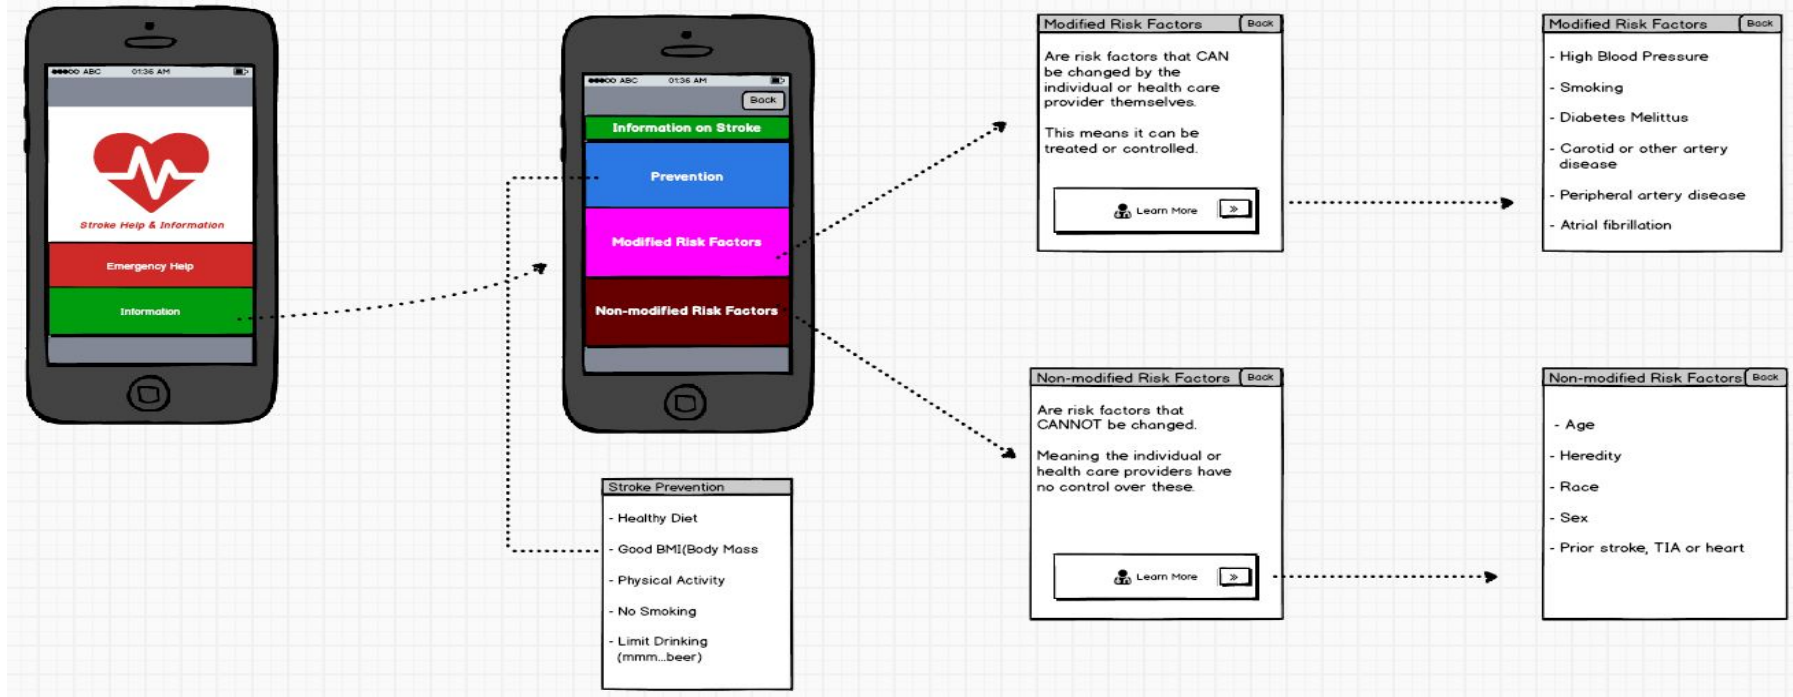 ABC 01:36 AM
Stroke Help & Information
Emergency Help
Information
ABC 01:36 AM
Back
Information on Stroke
Prevention
Modified Risk Factors
Non-modified Risk Factors
Stroke Prevention
- Healthy Diet
- Good BMI(Body Mass
- Physical Activity
- No Smoking
- Limit Drinking
(mmm...beer)
Modified Risk Factors Back
Are risk factors that CAN
be changed by the
individual or health care
provider themselves.
This means it can be
treated or controlled.
Learn More »
Modified Risk Factors Back
- High Blood Pressure
- Smoking
- Diabetes Melittus
- Carotid or other artery
disease
- Peripheral artery disease
- Atrial fibrillation
Non-modified Risk Factors Back
Are risk factors that
CANNOT be changed.
Meaning the individual or
health care providers have
no control over these.
Learn More »
Non-modified Risk Factors Back
- Age
- Heredity
- Race
- Sex
- Prior stroke, TIA or heart